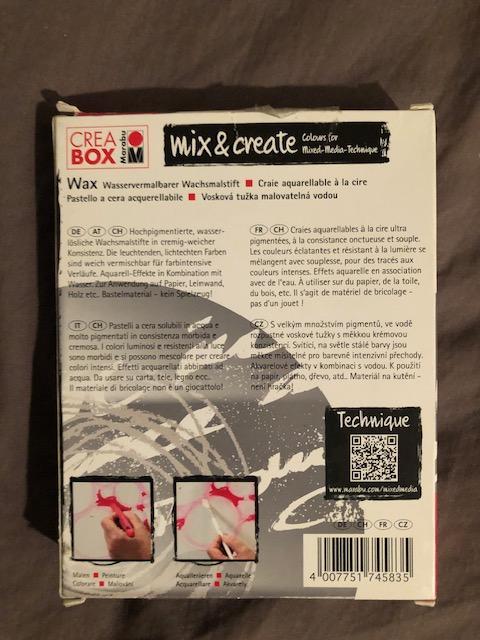 CREA
BOX
Marabu
mix & create
Colours for
Mixed-Media-Technique
Wax Wasservermalbarer Wachsmalstift ■ Craie aquarellable à la cire
Pastello a cera acquerellabile ■ Vosková tužka malovatelná vodou
DE AT CH Hochpigmentierte, wasser-
lösliche Wachsmalstifte in cremig-weicher
Konsistenz. Die leuchtenden, lichtechten Farben
sind weich vermischbar für farbintensive
Verläufe. Aquarell-Effekte in Kombination mit
Wasser. Zur Anwendung auf Papier, Leinwand,
Holz etc.. Bastelmaterial - kein Spielzeug!
FR CH Craies aquarellables à la cire ultra
pigmentées, à la consistance onctueuse et souple.
Les couleurs éclatantes et résistant à la lumière se
mélangent avec souplesse, pour des tracés aux
couleurs intenses. Effets aquarelle en association
avec de l'eau. À utiliser sur du papier, de la toile,
du bois, etc. Il s'agit de matériel de bricolage -
pas d'un jouet !
IT CH Pastelli a cera solubili in acqua e
molto pigmentati in consistenza morbida e
cremosa. I colori luminosi e resistenti alla luce
sono morbidi e si possono mescolare per creare
colori intensi. Effetti acquarellati abbinati ad
acqua. Da usare su carta, tele, legno ecc..
Il materiale di bricolage non è un giocattolo!
CZ S velkým množstvím pigmentů, ve vodě
rozpustné voskové tužky s měkkou krémovou
konzistencí. Svítící, na světle stálé barvy jsou
měkce mísitelné pro barevné intenzivní přechody.
Akvarelové efekty v kombinaci s vodou. K použití
na papír, plátno, dřevo, atd.. Materiál na kutění -
není hračka!
Technique
www.marabu.com/mixedmedia
DE CH FR CZ
Malen ■ Peinture
Colorare ■ Malování
Aquarellieren ■ Aquarelle
Acquarellare ■ Akvarely
4 007751 745835